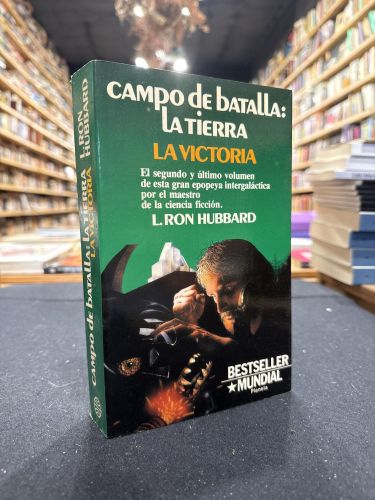 CAMPO DE BATALLA:
LA TIERRA
LA VICTORIA
El segundo y último volumen
de esta gran epopeya intergaláctica
por el maestro
de la ciencia ficción.
L. RON HUBBARD
BESTSELLER
★ MUNDIAL
Planeta
CAMPO DE BATALLA: LA TIERRA
LA VICTORIA
L. RON
HUBBARD